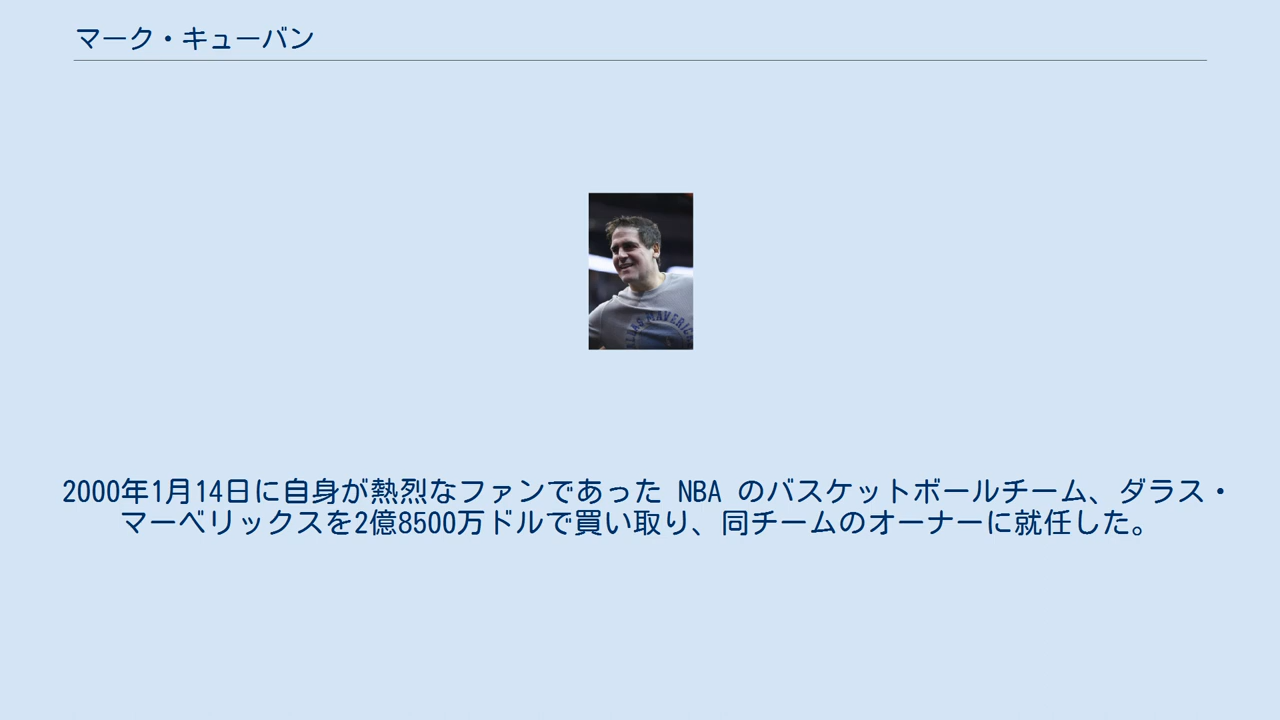 マーク・キューバン
MAVERIC
2000年1月14日に自身が熱烈なファンであった NBA のバスケットボールチーム、ダラス・
マーベリックスを2億8500万ドルで買い取り、同チームのオーナーに就任した。